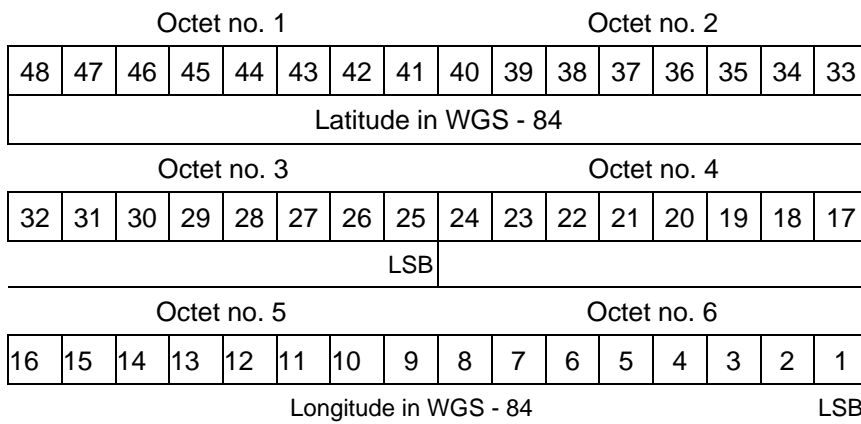 Octet no. 1 Octet no. 2
48 47 46 45 44 43 42 41 40 39 38 37 36 35 34 33
Latitude in WGS - 84
Octet no. 3 Octet no. 4
32 31 30 29 28 27 26 25 24 23 22 21 20 19 18 17
LSB
Octet no. 5 Octet no. 6
16 15 14 13 12 11 10 9 8 7 6 5 4 3 2 1
Longitude in WGS - 84 LSB